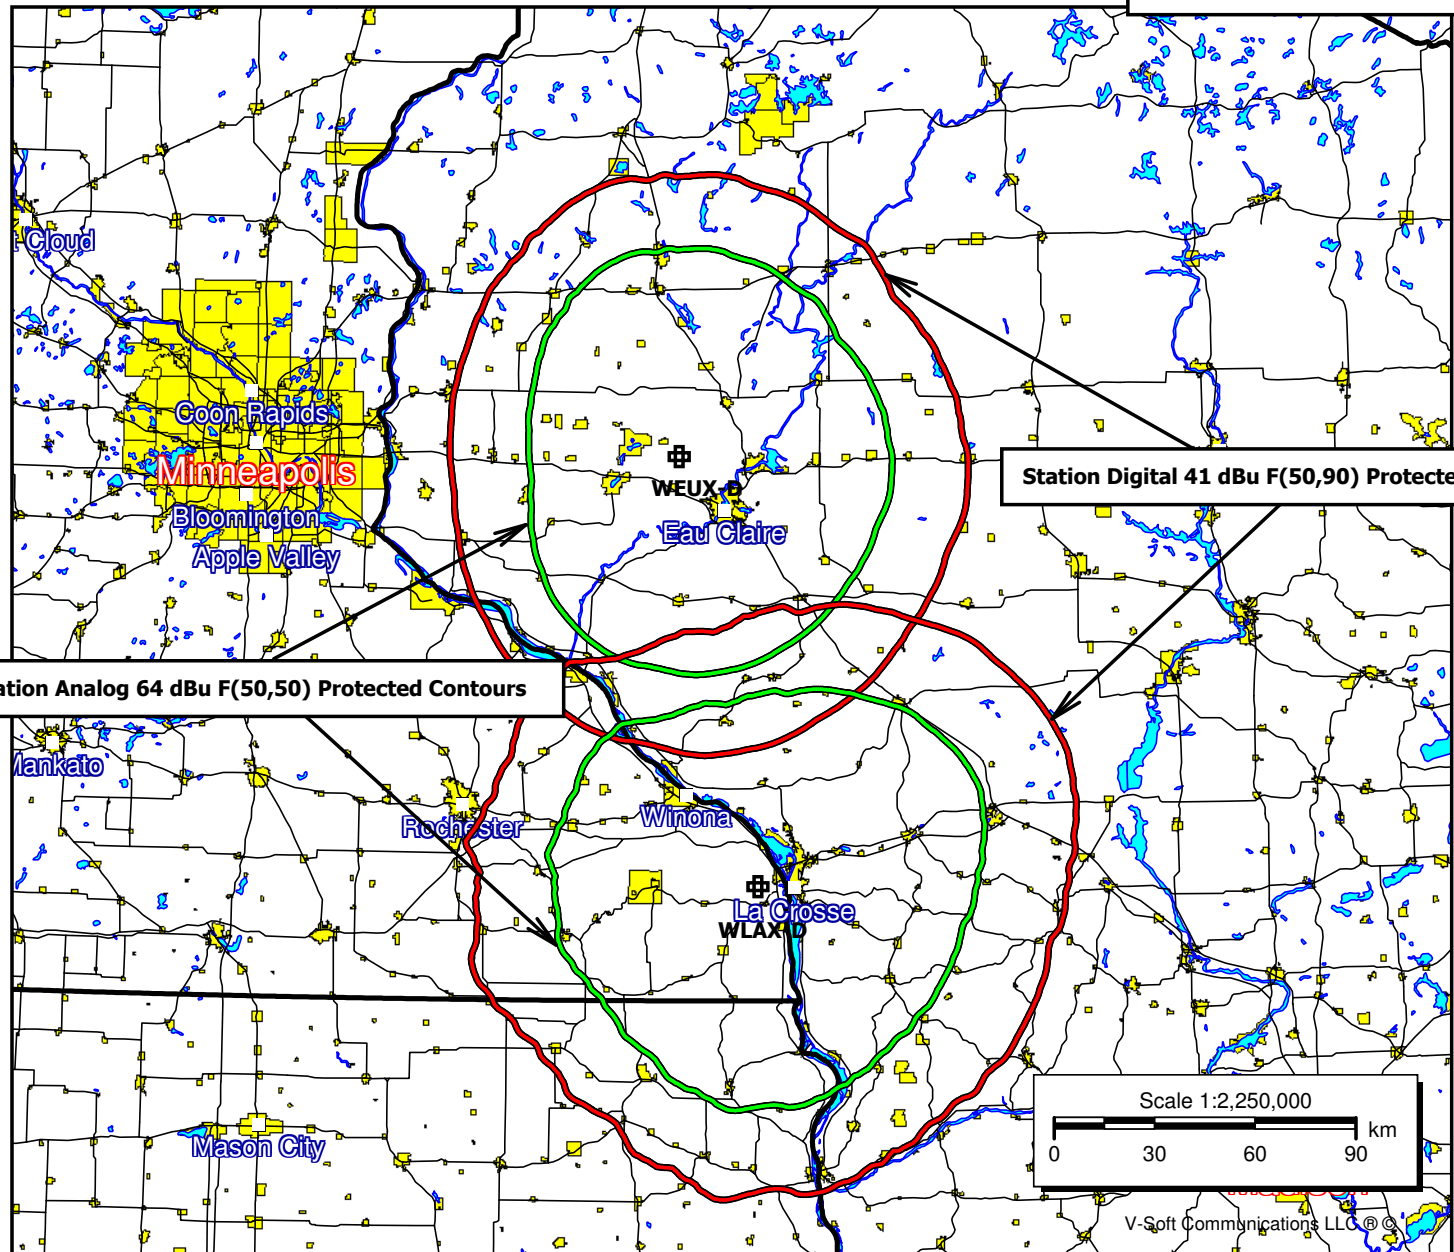 Cloud
Coon Rapids
Minneapolis
Bloomington
Apple Valley
WEUX-D
Eau Claire
Station Digital 41 dBu F(50,90)
Analog 64 dBu F(50,50) Protected Contours
Mankato
Rochester
Winona
La Crosse
WLAX-D
Mason City
Scale 1:2,250,000
km
0 30 60 90
V-Soft Communications LLC ® ©